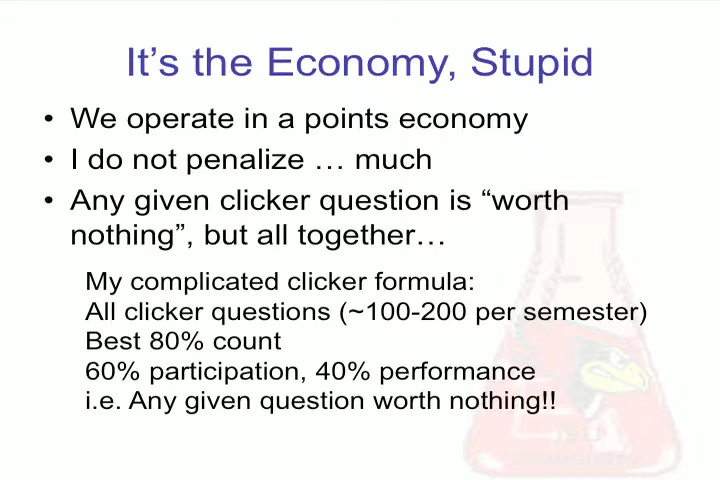 It's the Economy, Stupid
• We operate in a points economy
• I do not penalize … much
• Any given clicker question is “worth
nothing”, but all together…
My complicated clicker formula:
All clicker questions (~100-200 per semester)
Best 80% count
60% participation, 40% performance
i.e. Any given question worth nothing!!